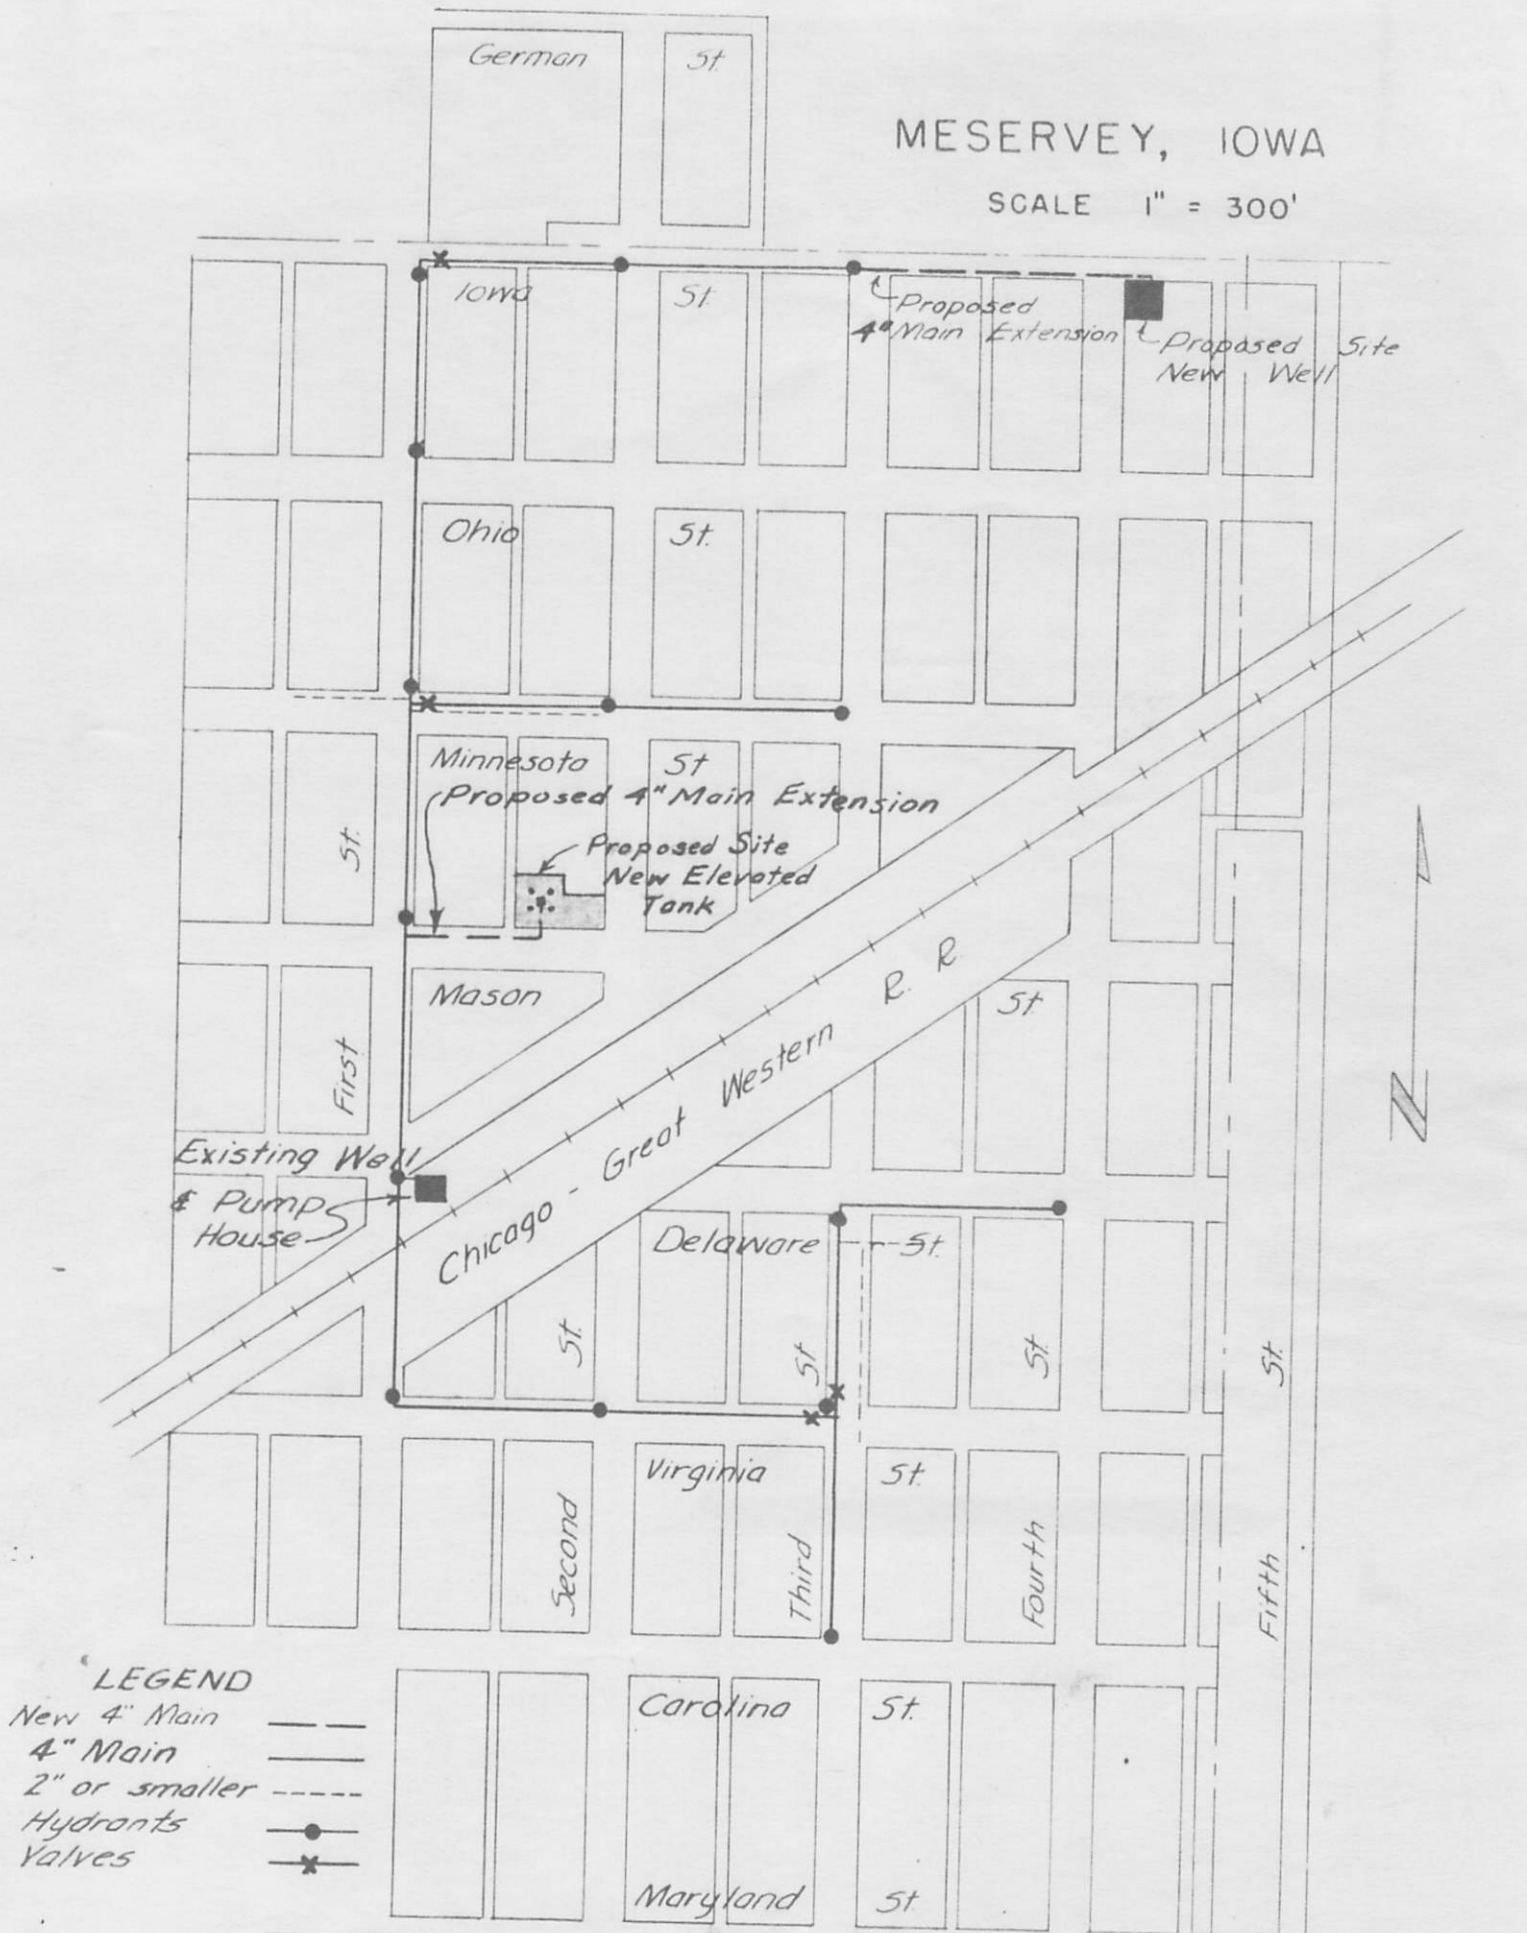 German St.
MESERVEY, IOWA
SCALE 1" = 300'
Iowa St.
Proposed
4" Main Extension
Proposed Site
New Well
Ohio St.
Minnesota St
Proposed 4" Main Extension
Proposed Site
New Elevated
Tank
First St.
Mason St.
Chicago - Great Western R. R.
Existing Well
& Pump
House
Delaware St.
Second St.
Third St
Fourth St
Fifth St.
Virginia St.
Carolina St.
Maryland St
N
LEGEND
New 4" Main
4" Main
2" or smaller
Hydrants
Valves